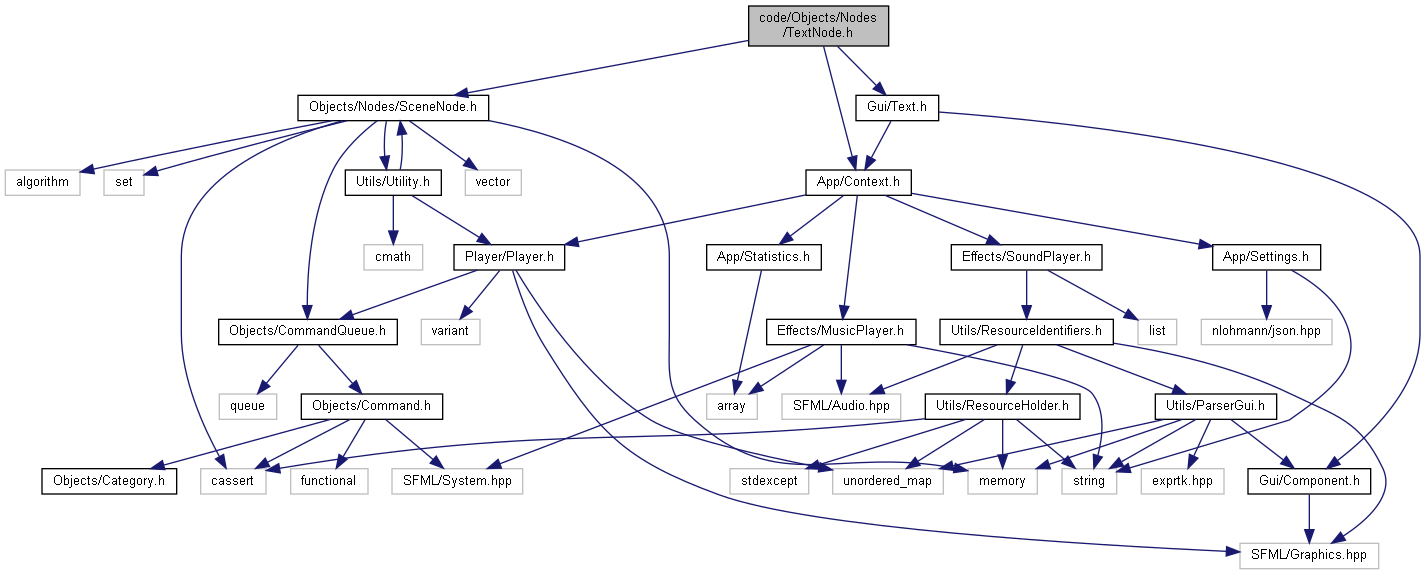 code/Objects/Nodes
/TextNode.h
Objects/Nodes/SceneNode.h
Gui/Text.h
algorithm
set
Utils/Utility.h
vector
App/Context.h
cmath
Player/Player.h
App/Statistics.h
Effects/SoundPlayer.h
App/Settings.h
Objects/CommandQueue.h
variant
Effects/MusicPlayer.h
Utils/ResourceIdentifiers.h
list
nlohmann/json.hpp
queue
Objects/Command.h
array
SFML/Audio.hpp
Utils/ResourceHolder.h
Utils/ParserGui.h
Objects/Category.h
cassert
functional
SFML/System.hpp
stdexcept
unordered_map
memory
string
exprtk.hpp
Gui/Component.h
SFML/Graphics.hpp